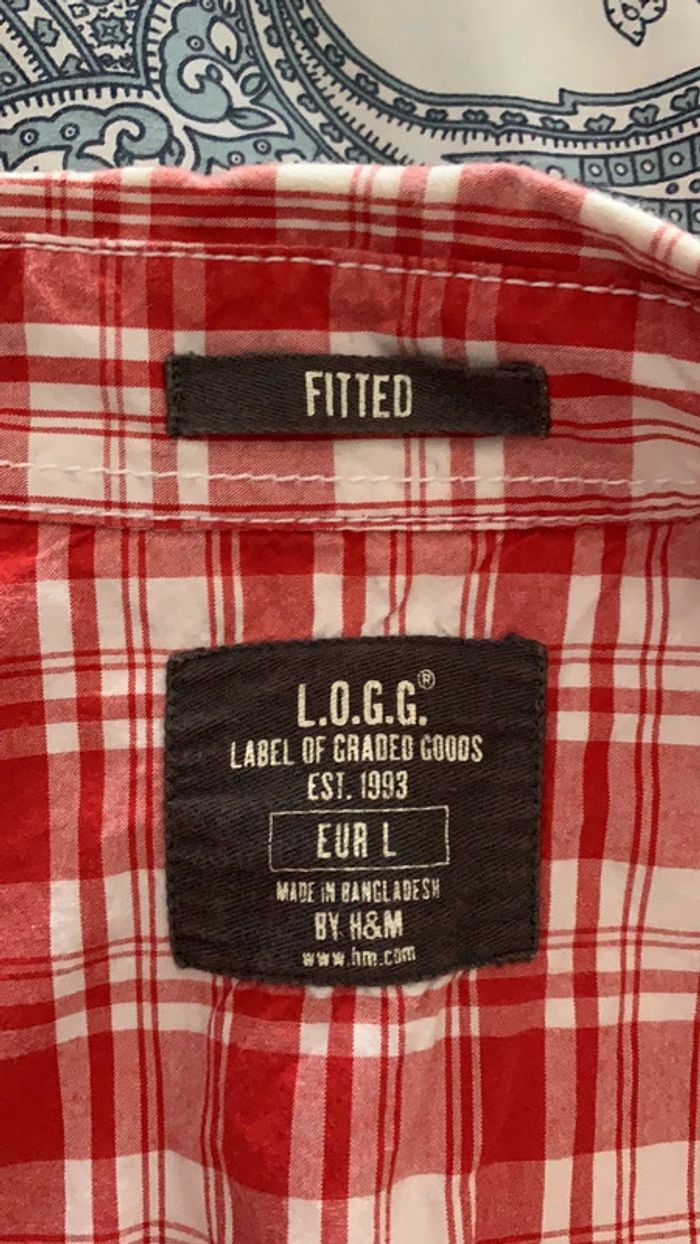 FITTED
L.O.G.G.®
LABEL OF GRADED GOODS
EST. 1993
EUR L
MADE IN BANGLADESH
BY H&M
www.hm.com